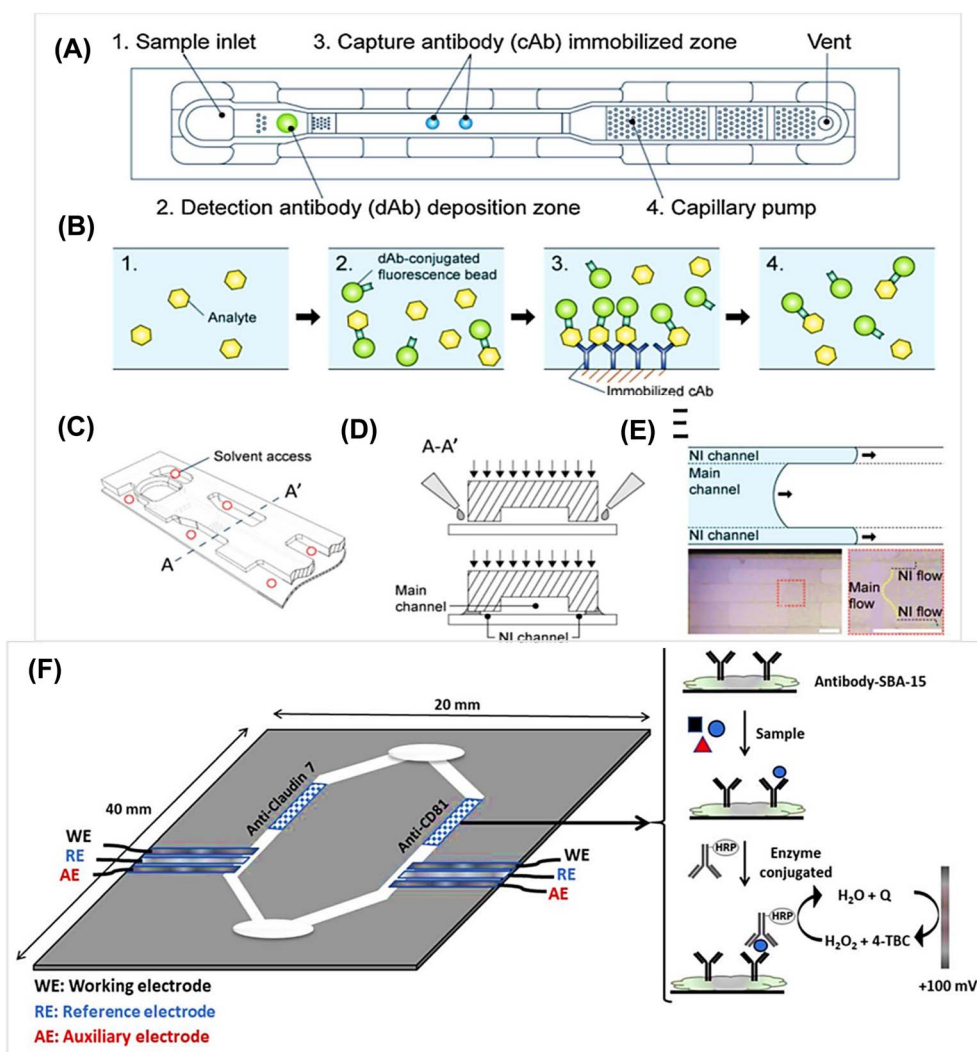 (A)
1. Sample inlet
3. Capture antibody (cAb) immobilized zone
Vent
2. Detection antibody (dAb) deposition zone
4. Capillary pump
(B)
1.
Analyte
2.
dAb-conjugated
fluorescence bead
3.
Immobilized cAb
4.
(C)
Solvent access
A'
A
(D)
A-A'
Main
channel
NI channel
(E)
NI channel
Main
channel
NI channel
Main
flow
NI flow
NI flow
(F)
20 mm
40 mm
Anti-Claudin 7
Anti-CD81
WE
RE
AE
WE
RE
AE
WE: Working electrode
RE: Reference electrode
AE: Auxiliary electrode
Antibody-SBA-15
Sample
HRP
Enzyme
conjugated
HRP
H₂O + Q
H₂O₂ + 4-TBC
+100 mV